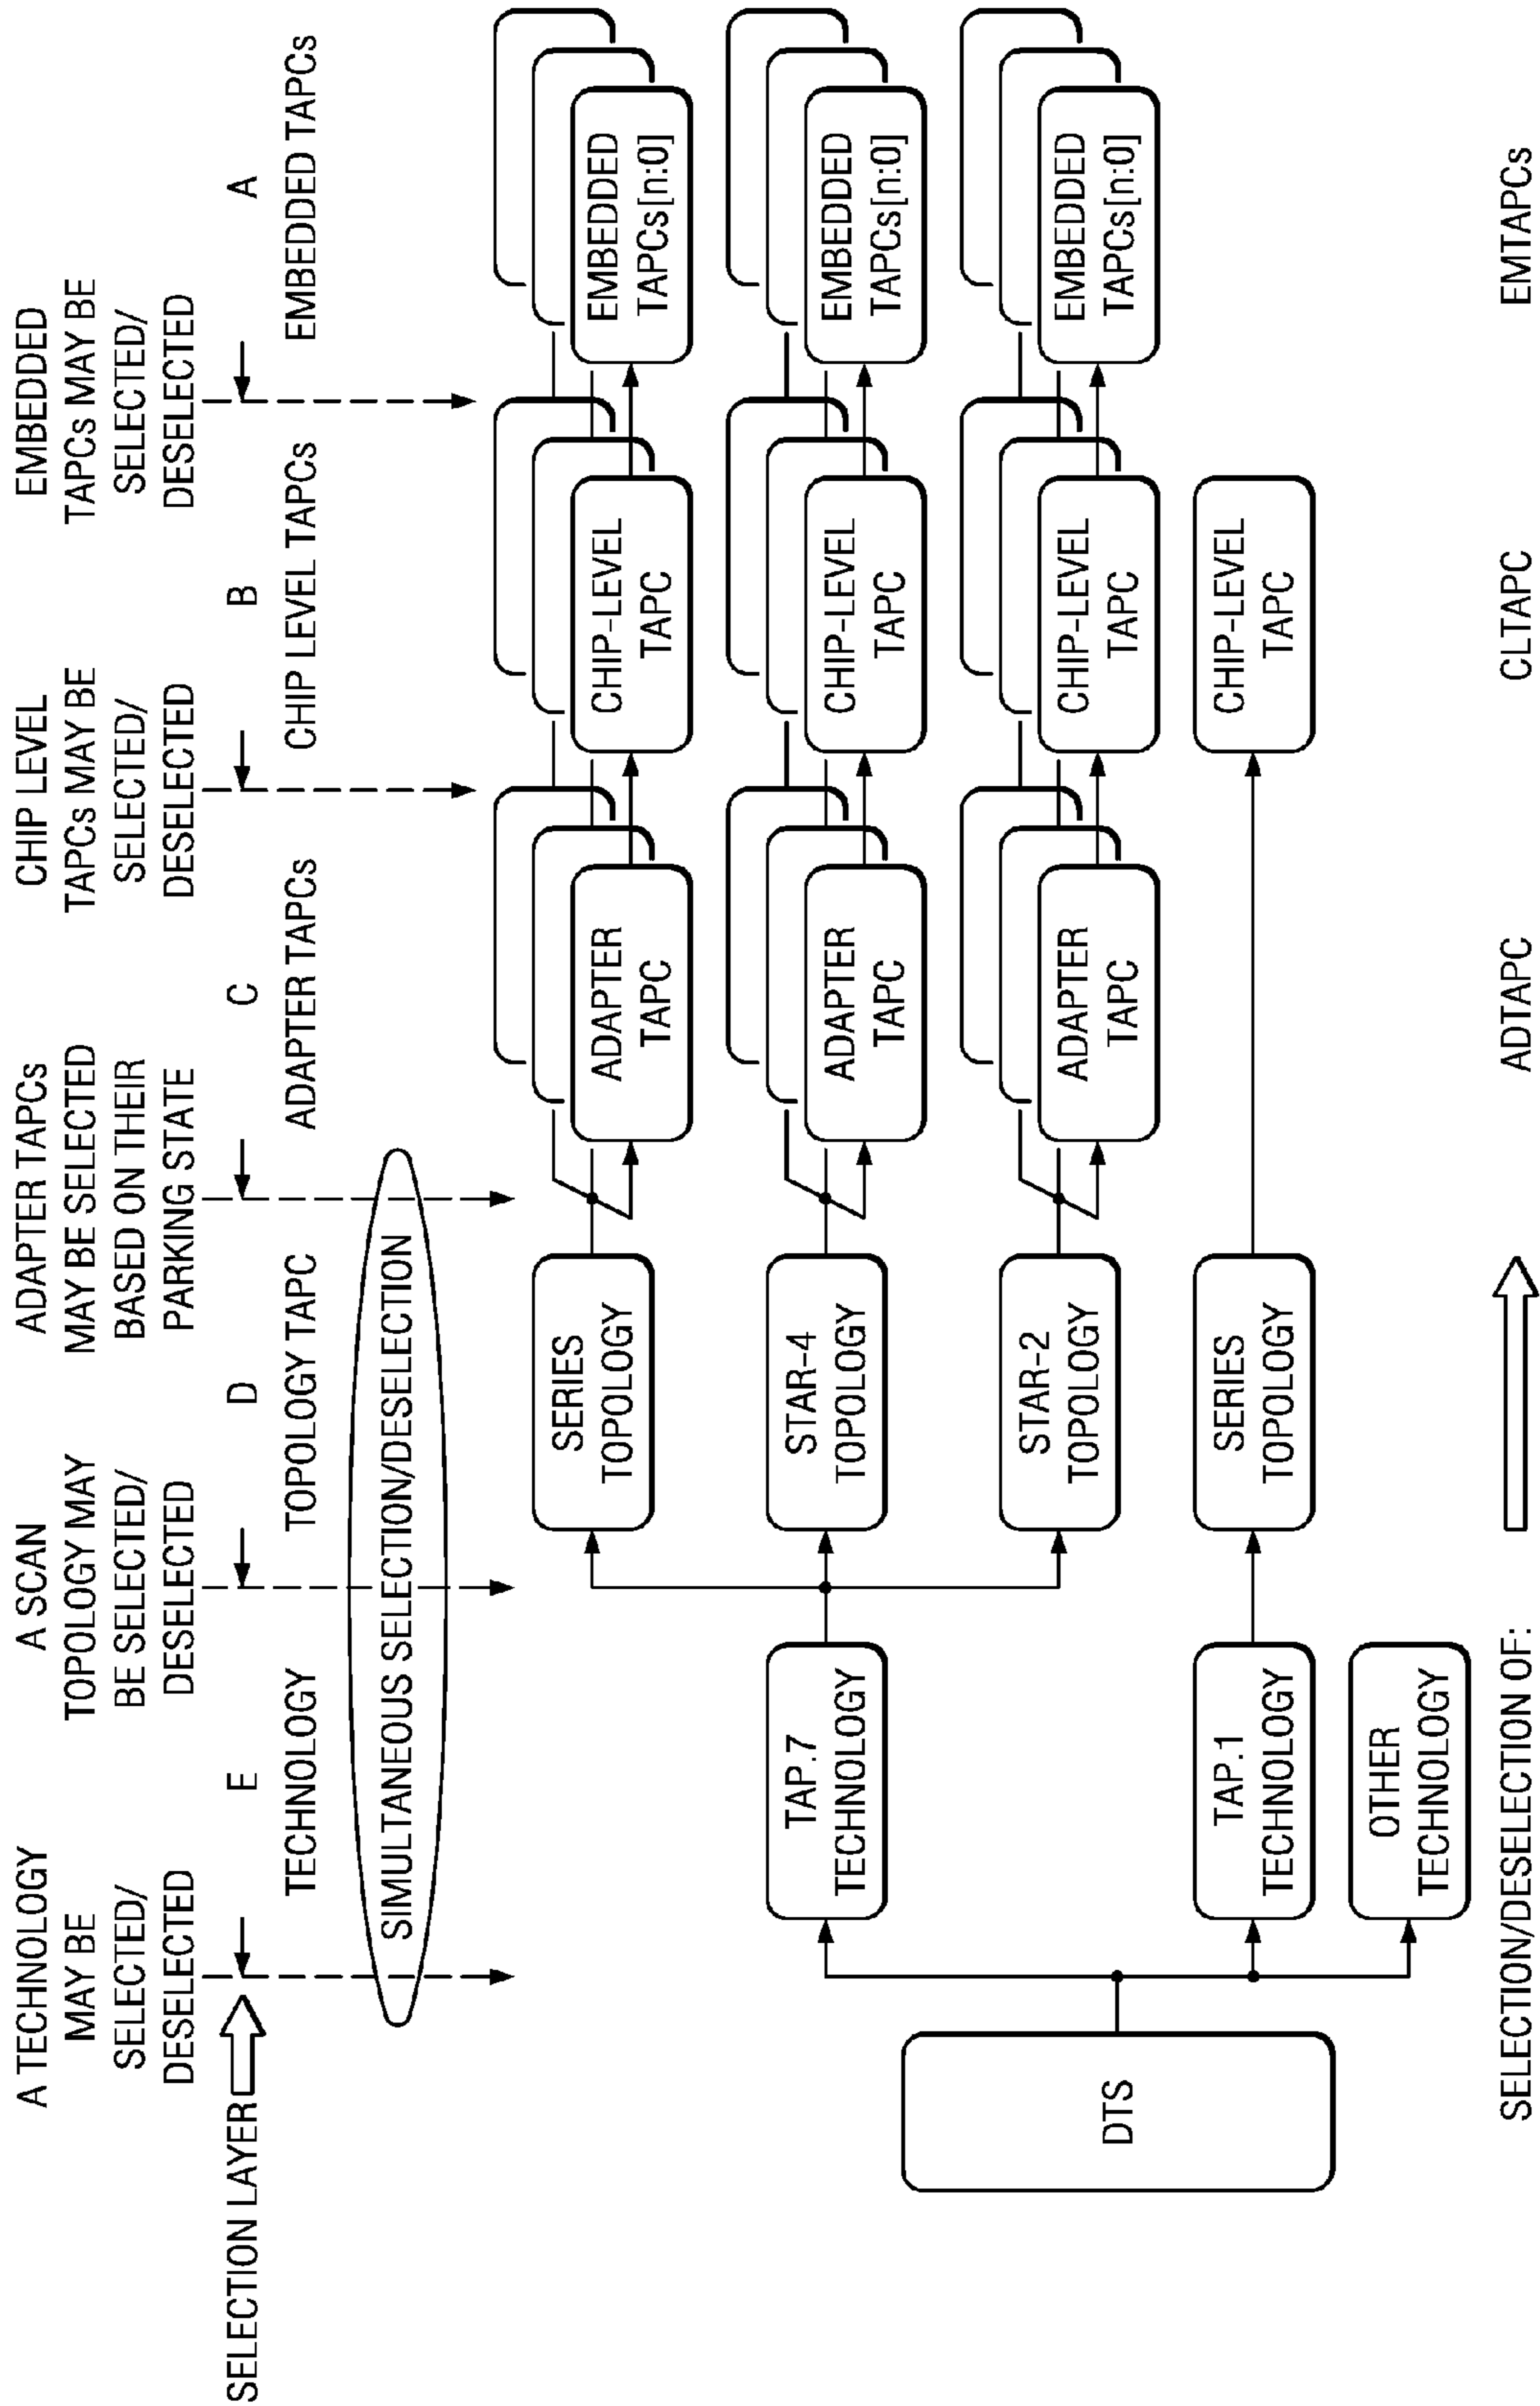 A TECHNOLOGY
MAY BE
SELECTED/
DESELECTED
A SCAN
TOPOLOGY MAY
BE SELECTED/
DESELECTED
ADAPTER TAPCs
MAY BE SELECTED
BASED ON THEIR
PARKING STATE
CHIP LEVEL
TAPCs MAY BE
SELECTED/
DESELECTED
EMBEDDED
TAPCs MAY BE
SELECTED/
DESELECTED
SELECTION LAYER
E
D
C
B
A
TECHNOLOGY
TOPOLOGY TAPC
ADAPTER TAPCs
CHIP LEVEL TAPCs
EMBEDDED TAPCs
SIMULTANEOUS SELECTION/DESELECTION
SERIES
TOPOLOGY
ADAPTER
TAPC
CHIP-LEVEL
TAPC
EMBEDDED
TAPCs[n:0]
TAP.7
TECHNOLOGY
STAR-4
TOPOLOGY
ADAPTER
TAPC
CHIP-LEVEL
TAPC
EMBEDDED
TAPCs[n:0]
STAR-2
TOPOLOGY
ADAPTER
TAPC
CHIP-LEVEL
TAPC
EMBEDDED
TAPCs[n:0]
DTS
TAP.1
TECHNOLOGY
SERIES
TOPOLOGY
CHIP-LEVEL
TAPC
OTHER
TECHNOLOGY
SELECTION/DESELECTION OF:
ADTAPC
CLTAPC
EMTAPCs